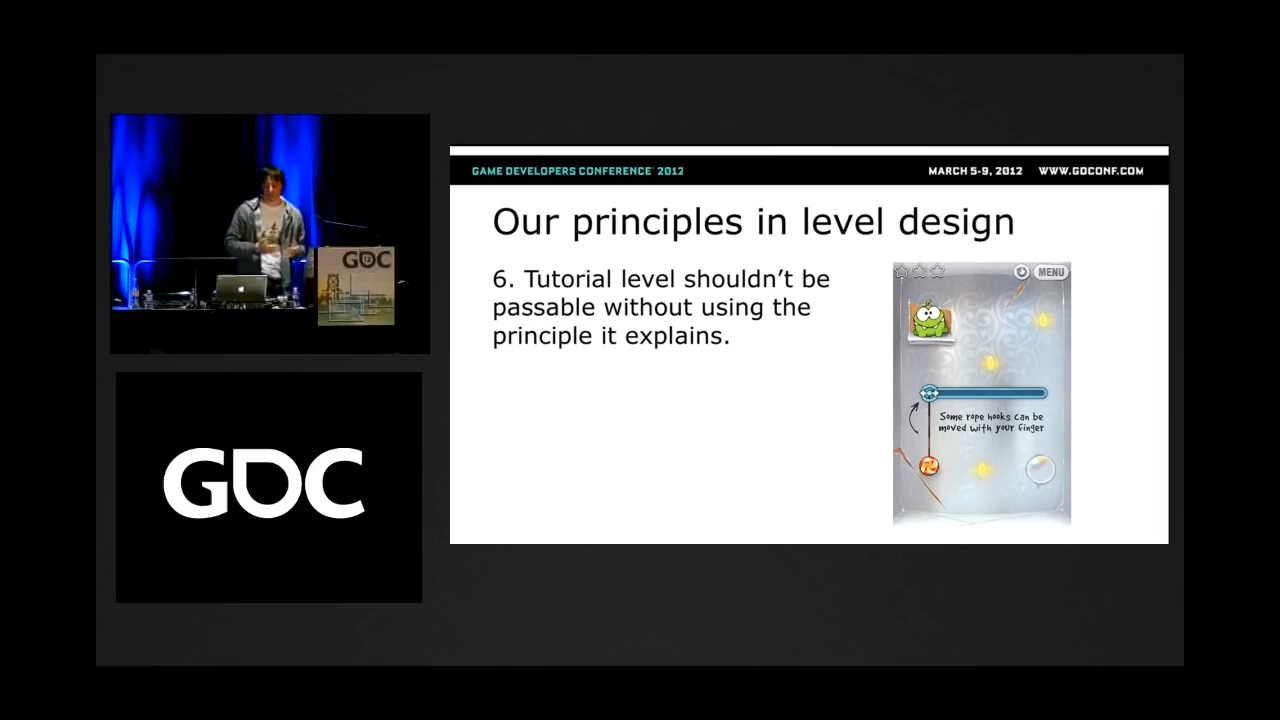 GDC
GDC
GAME DEVELOPERS CONFERENCE® 2012
MARCH 5-9, 2012 WWW.GDCONF.COM
Our principles in level design
6. Tutorial level shouldn’t be
passable without using the
principle it explains.
MENU
Some rope hooks can be
moved with your finger